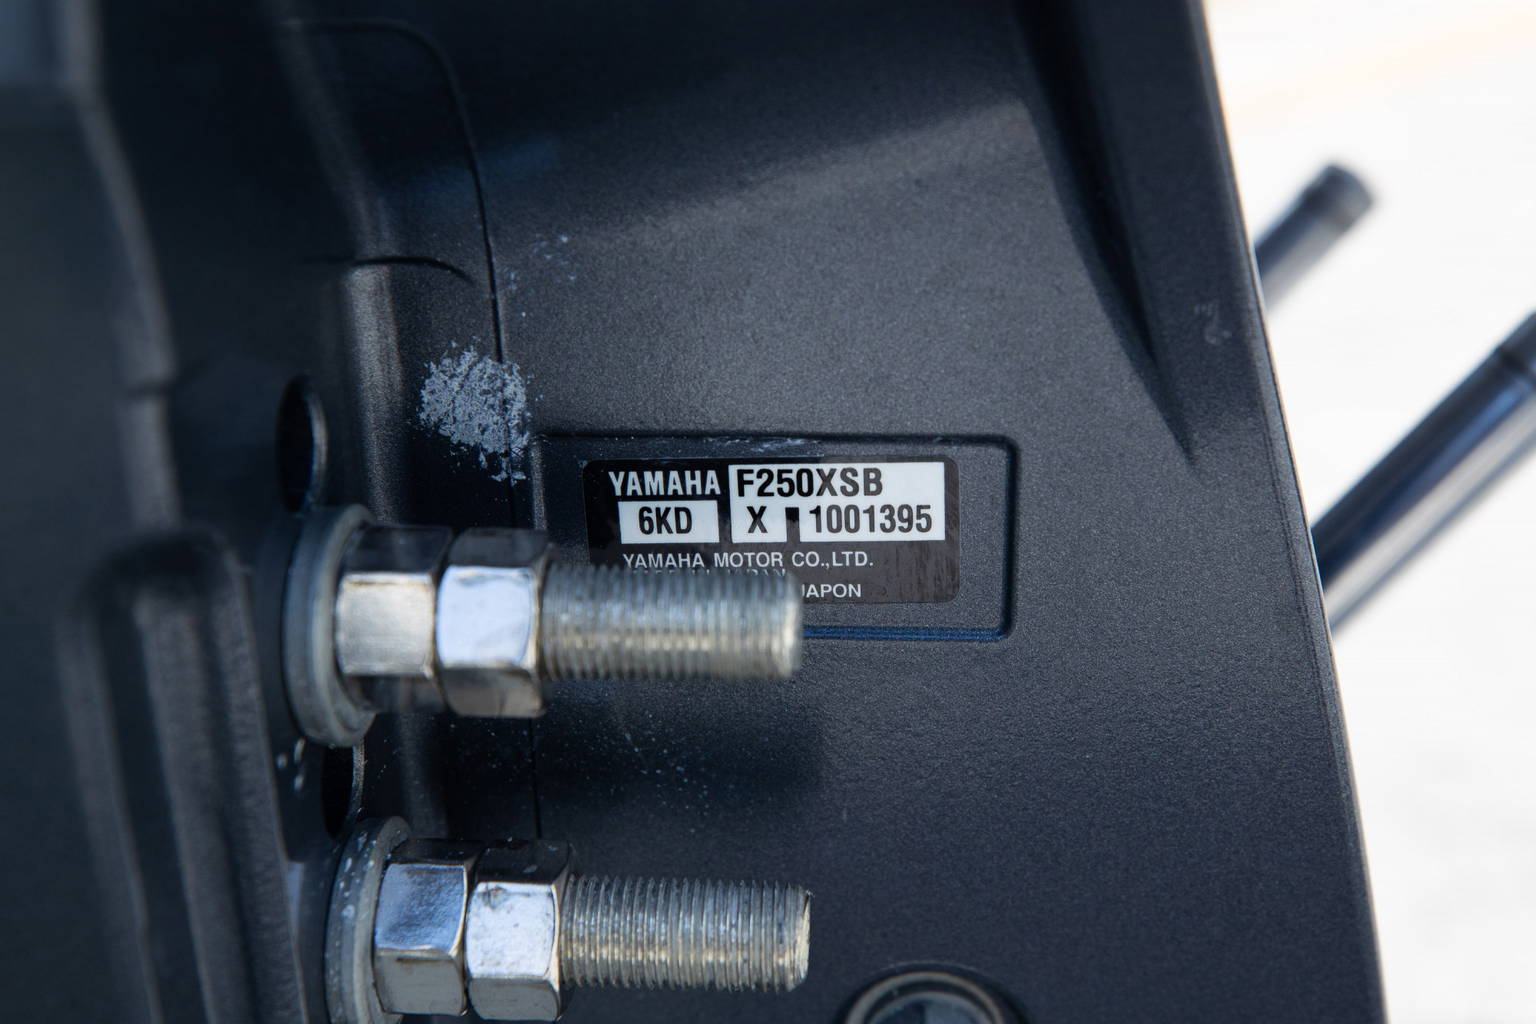 YAMAHA F250XSB
6KD X 1001395
YAMAHA MOTOR CO.,LTD.
JAPON